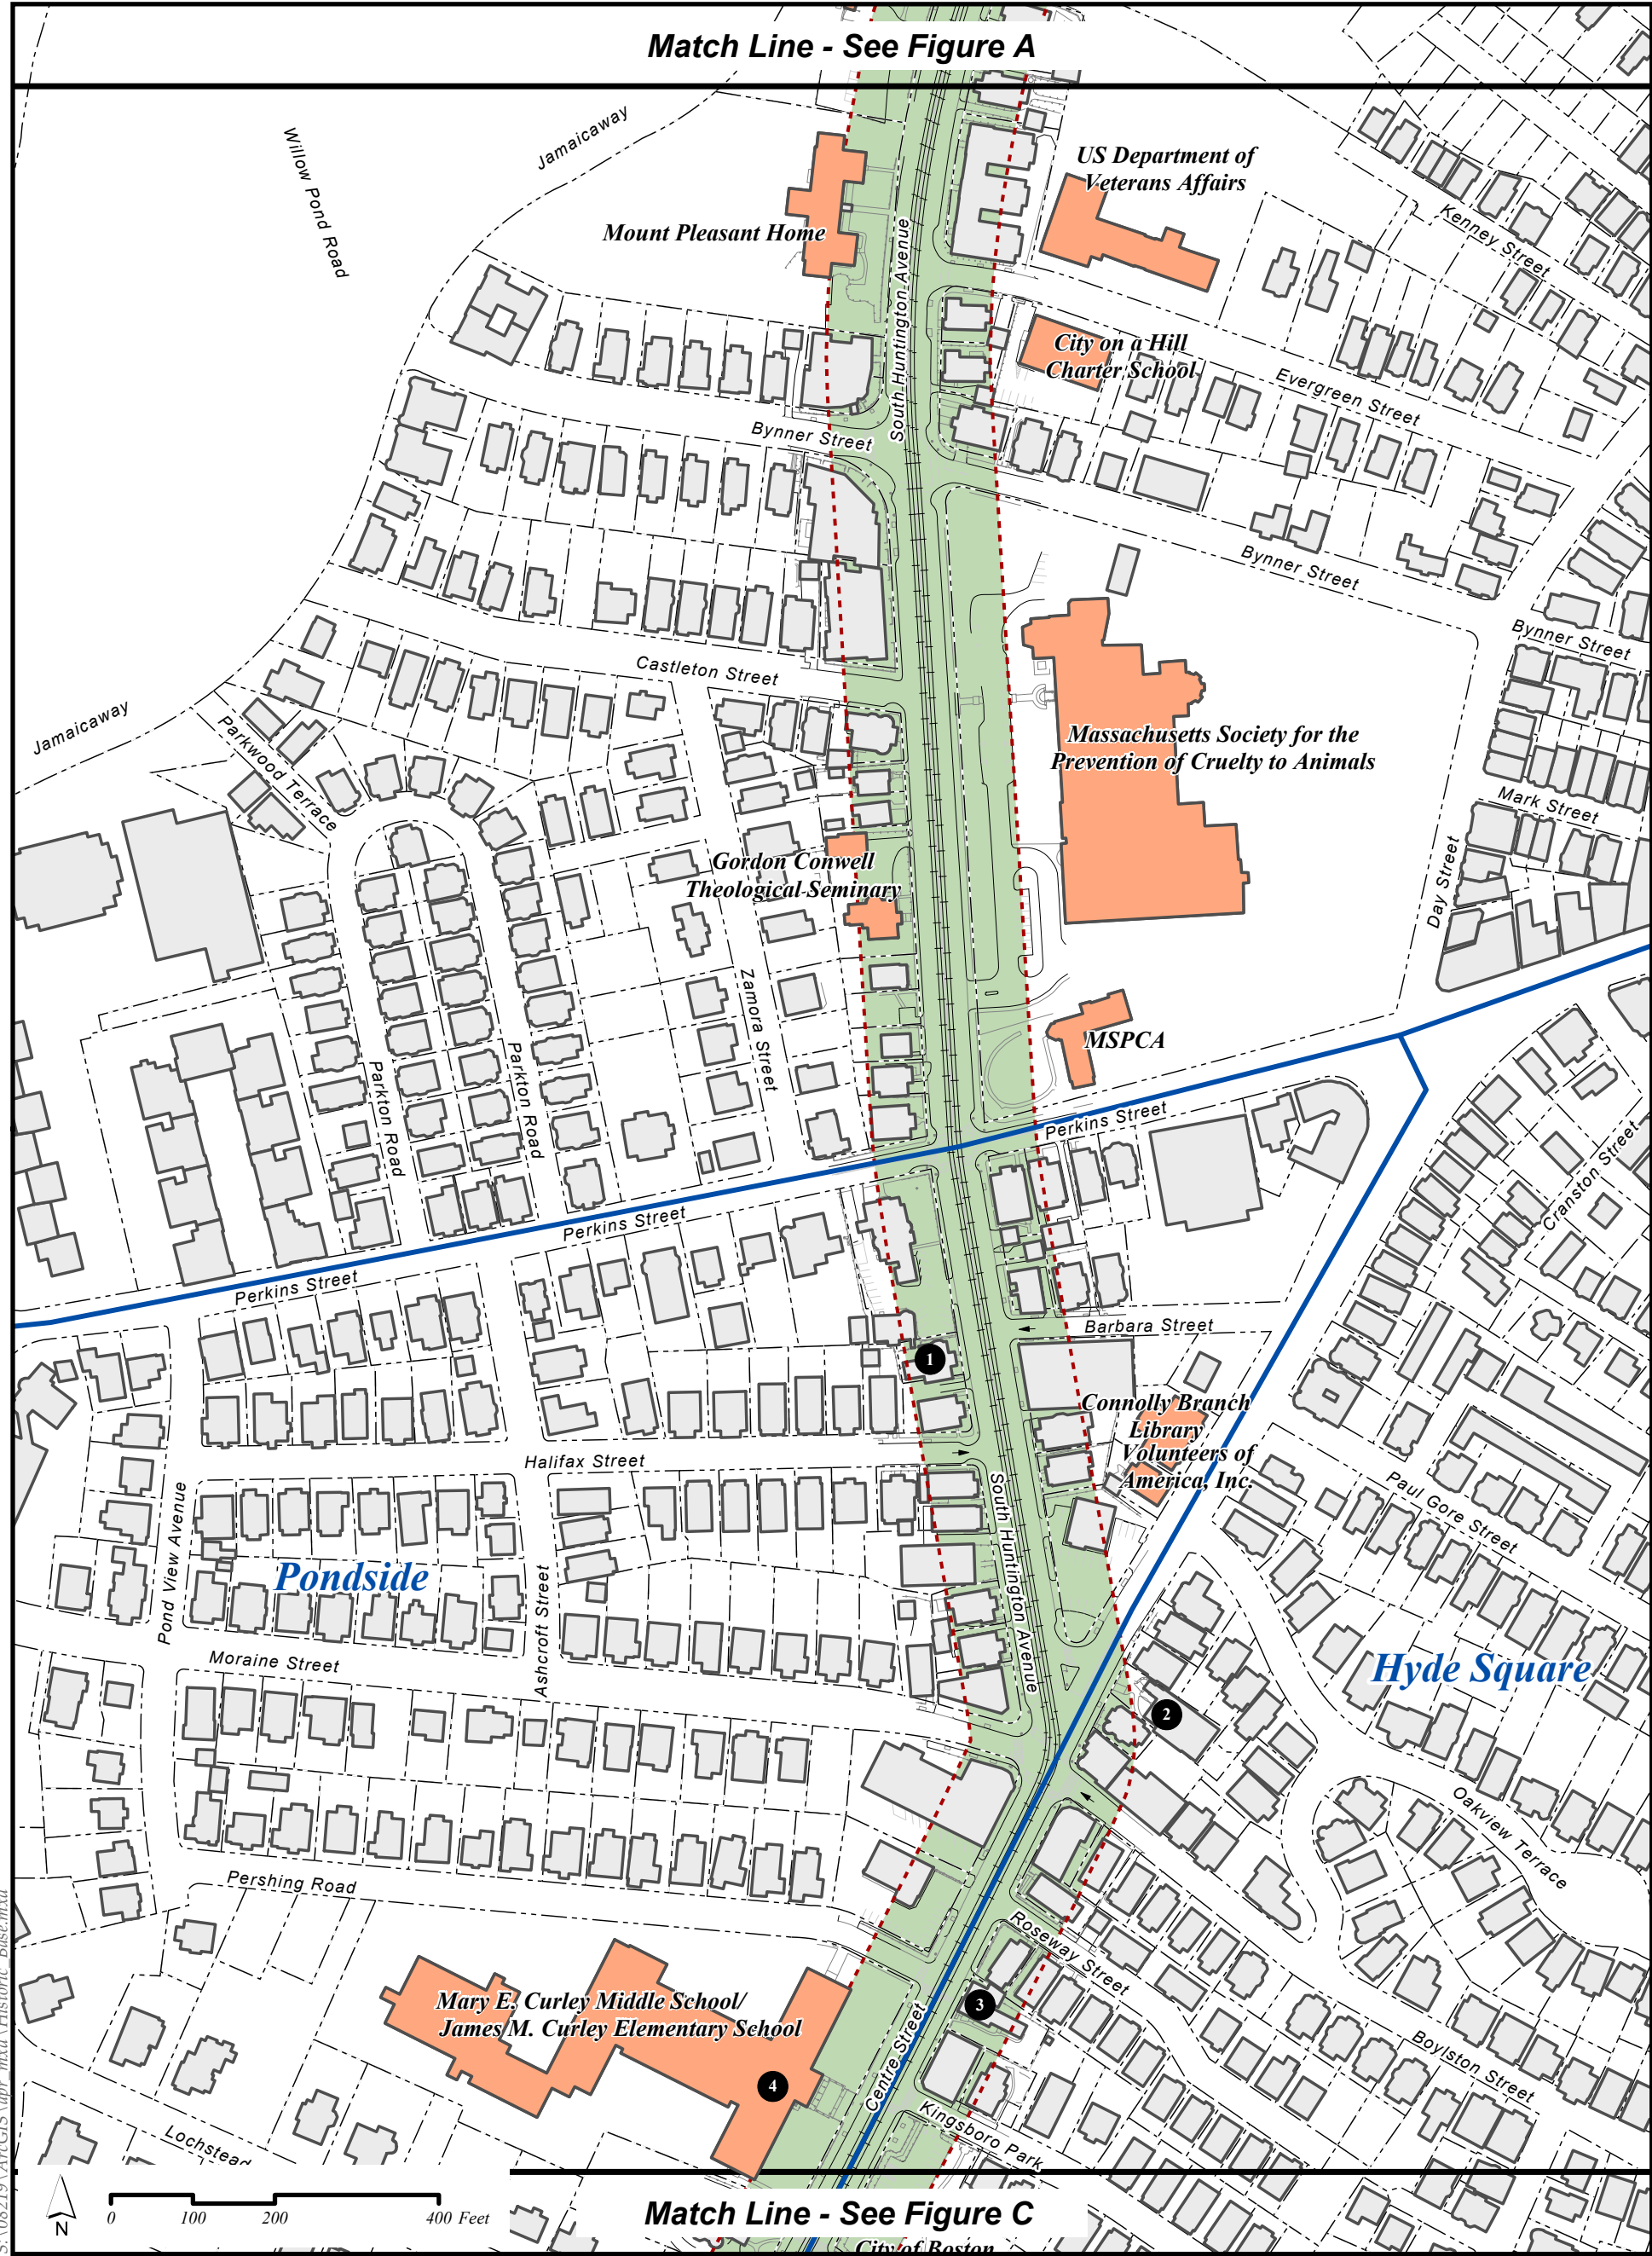 Match Line - See Figure A
Willow Pond Road
Jamaicaway
US Department of
Veterans Affairs
Mount Pleasant Home
South Huntington Avenue
Kenney Street
City on a Hill
Charter School
Evergreen Street
Bynner Street
Bynner Street
Bynner Street
Castleton Street
Jamaicaway
Parkwood Terrace
Massachusetts Society for the
Prevention of Cruelty to Animals
Mark Street
Gordon Conwell
Theological Seminary
Day Street
Zamora Street
MSPCA
Parkton Road
Parkton Road
Perkins Street
Cranston Street
Perkins Street
Perkins Street
Barbara Street
1
Connolly Branch
Library
Volunteers of
America, Inc.
Halifax Street
South Huntington Avenue
Paul Gore Street
Pond View Avenue
Pondside
Ashcroft Street
Moraine Street
Hyde Square
2
Oakview Terrace
Pershing Road
Roseway Street
Mary E. Curley Middle School/
James M. Curley Elementary School
3
Centre Street
Boylston Street
4
Kingsboro Park
Lochstead
N
0 100 200 400 Feet
Match Line - See Figure C
City of Boston
S:\08219\ArcGIS\apr_mxd\Historic_Base.mxd